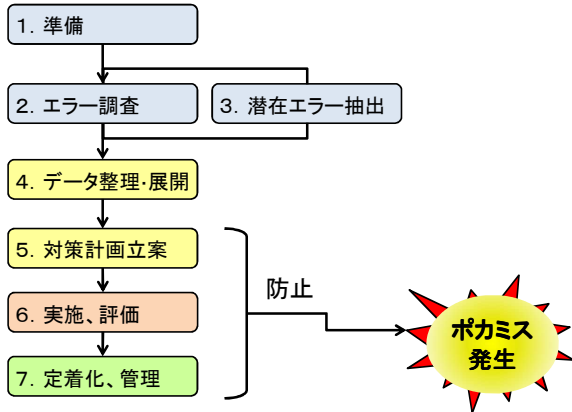 1．準備
2．エラー調査
3．潜在エラー抽出
4．データ整理・展開
5．対策計画立案
6．実施、評価
7．定着化、管理
防止
ポカミス
発生